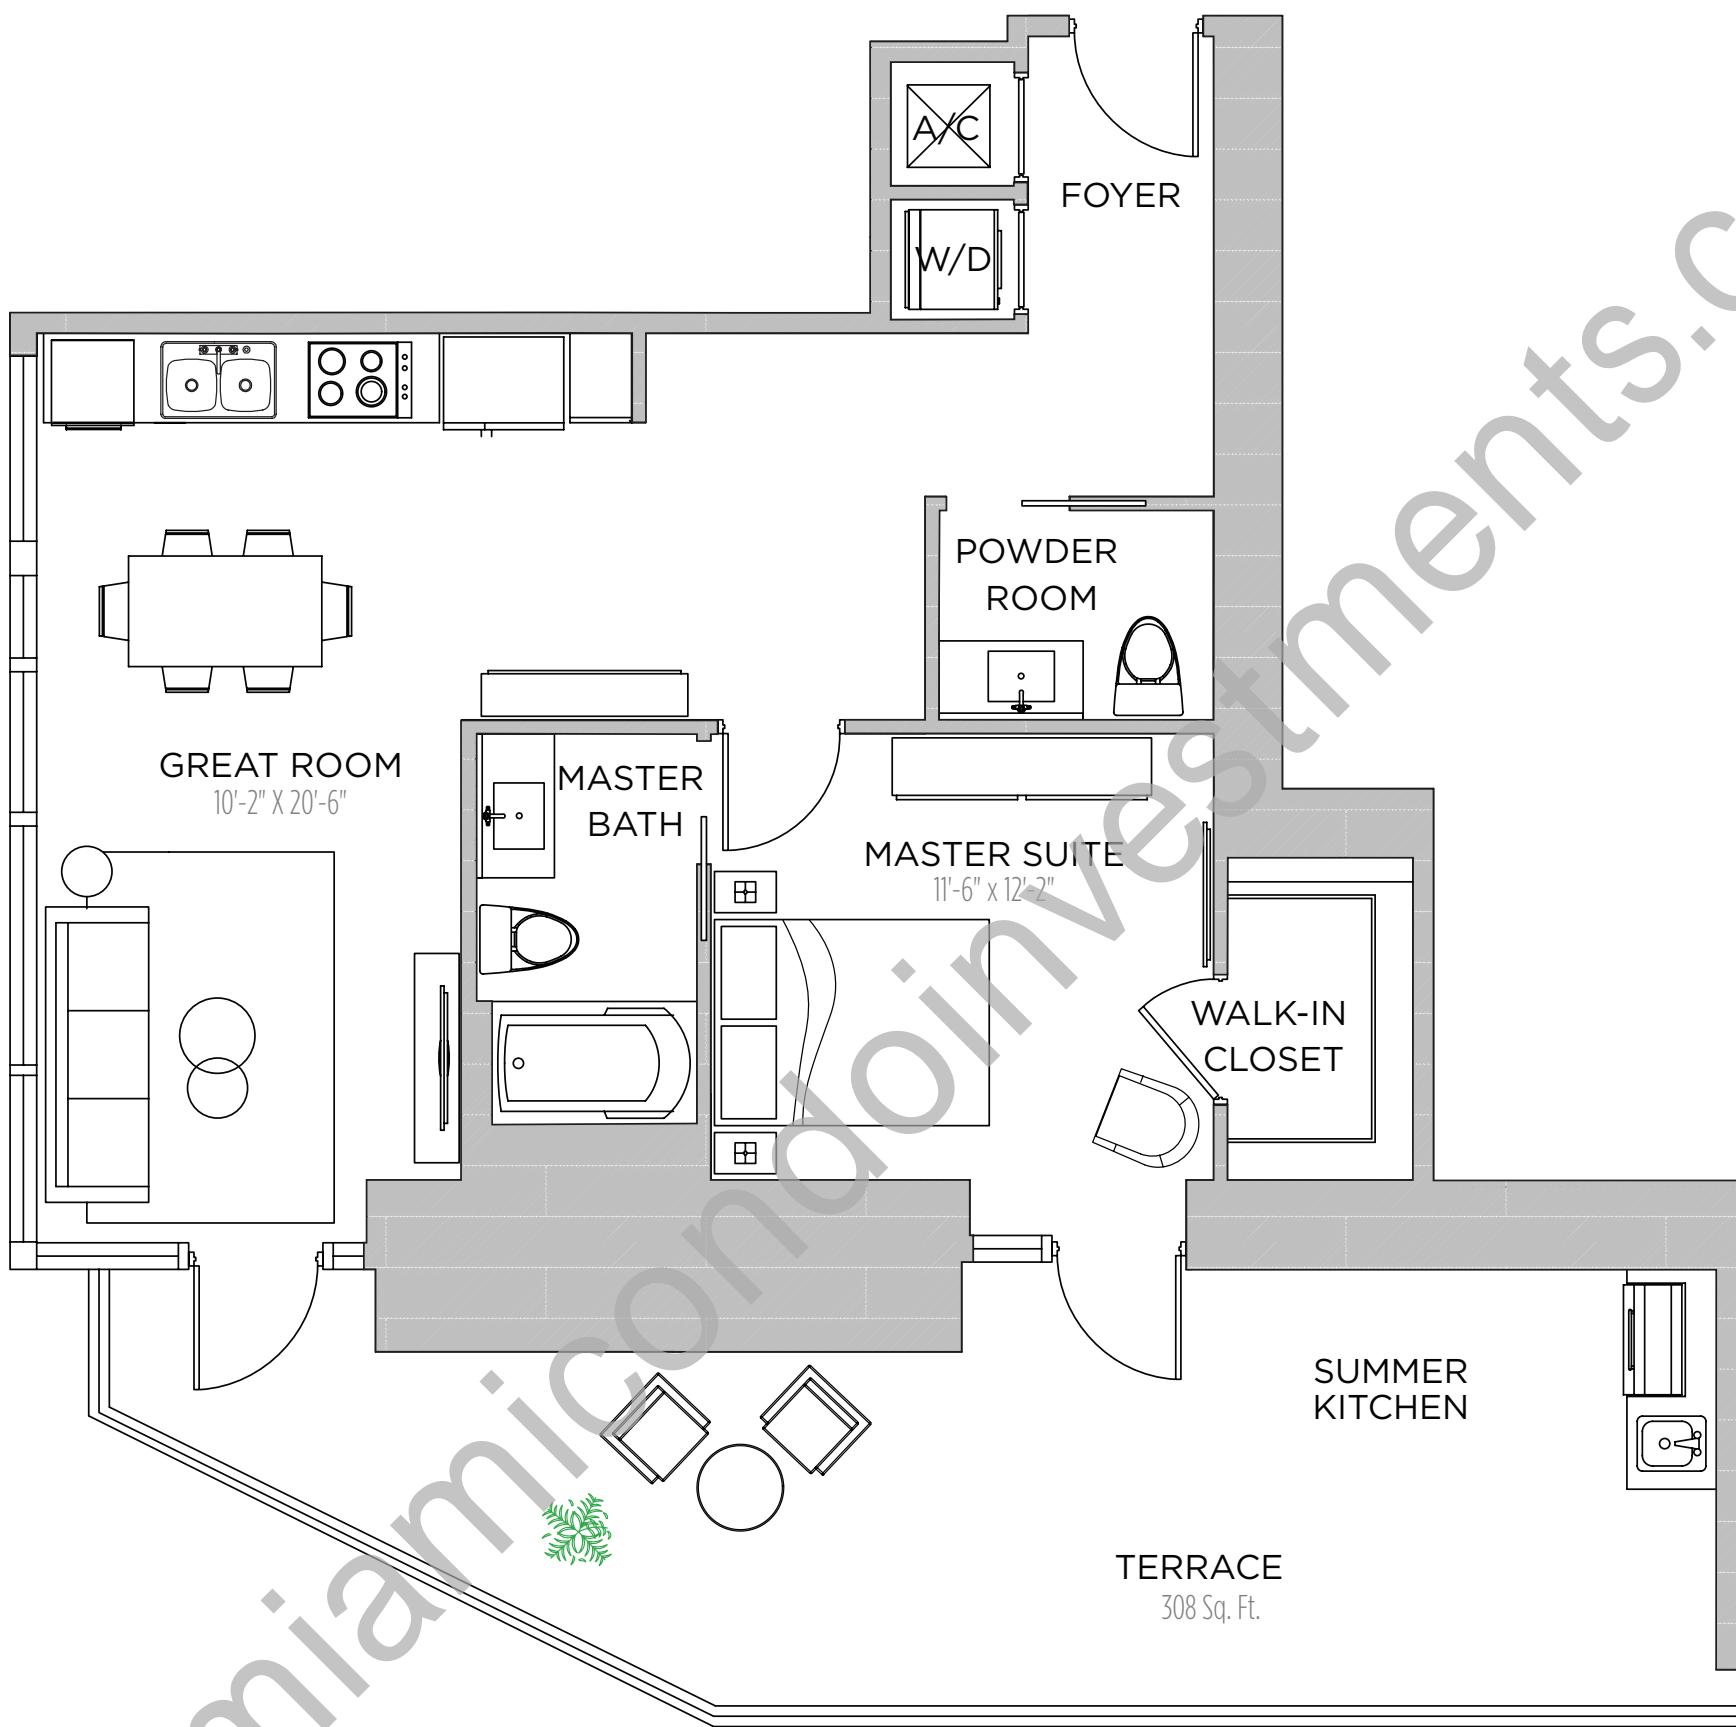 A/C
FOYER
W/D
POWDER
ROOM
GREAT ROOM
10'-2" X 20'-6"
MASTER
BATH
MASTER SUITE
11'-6" x 12'-2"
WALK-IN
CLOSET
SUMMER
KITCHEN
TERRACE
308 Sq. Ft.
miamicondoinvestments.c